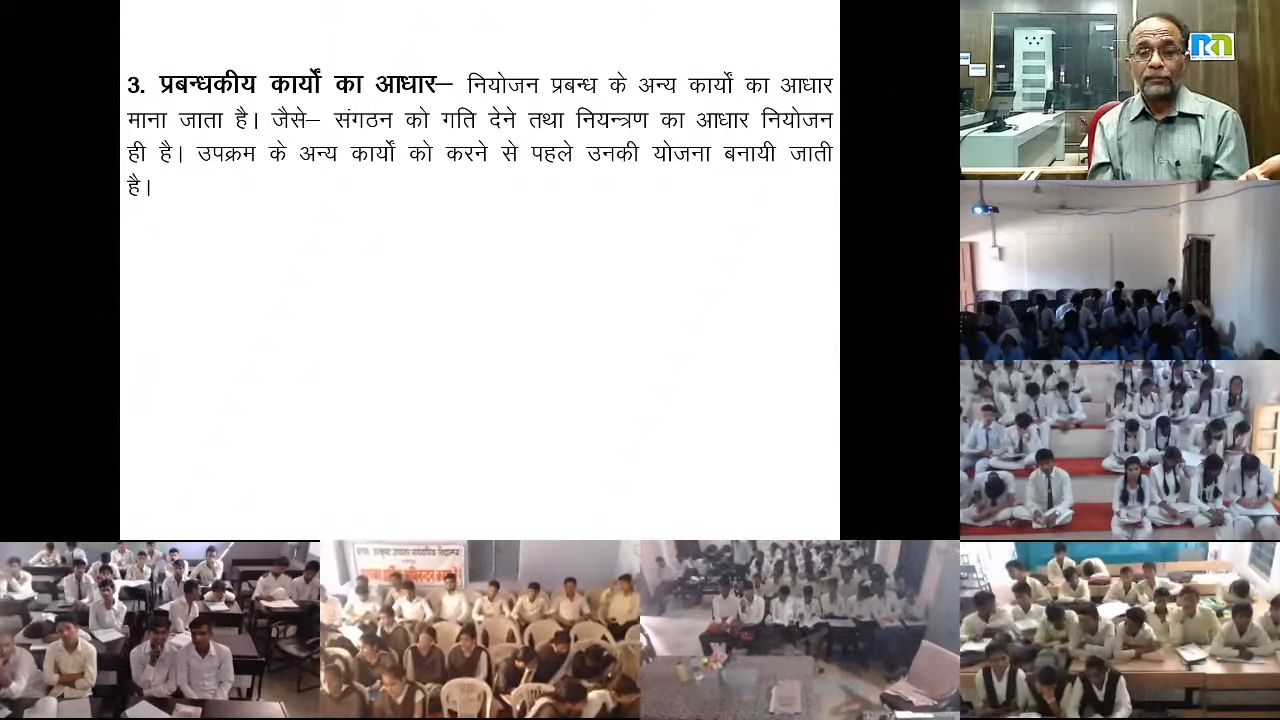 3. प्रबन्धकीय कार्यों का आधार– नियोजन प्रबन्ध के अन्य कार्यों का आधार
माना जाता है। जैसे– संगठन को गति देने तथा नियन्त्रण का आधार नियोजन
ही है। उपक्रम के अन्य कार्यों को करने से पहले उनकी योजना बनायी जाती
है।